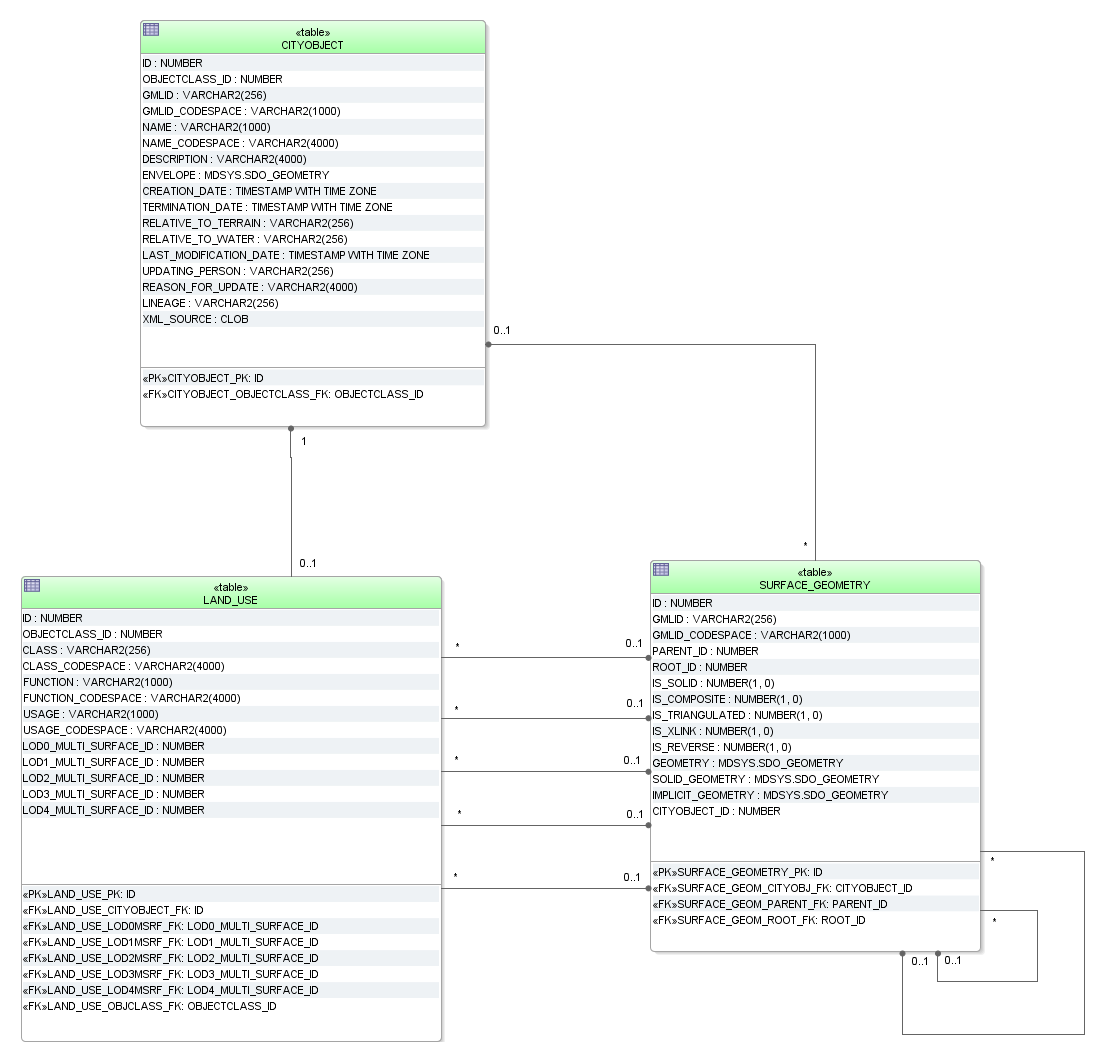 «table»
CITYOBJECT
ID : NUMBER
OBJECTCLASS_ID : NUMBER
GMLID : VARCHAR2(256)
GMLID_CODESPACE : VARCHAR2(1000)
NAME : VARCHAR2(1000)
NAME_CODESPACE : VARCHAR2(4000)
DESCRIPTION : VARCHAR2(4000)
ENVELOPE : MDSYS.SDO_GEOMETRY
CREATION_DATE : TIMESTAMP WITH TIME ZONE
TERMINATION_DATE : TIMESTAMP WITH TIME ZONE
RELATIVE_TO_TERRAIN : VARCHAR2(256)
RELATIVE_TO_WATER : VARCHAR2(256)
LAST_MODIFICATION_DATE : TIMESTAMP WITH TIME ZONE
UPDATING_PERSON : VARCHAR2(256)
REASON_FOR_UPDATE : VARCHAR2(4000)
LINEAGE : VARCHAR2(256)
XML_SOURCE : CLOB
«PK»CITYOBJECT_PK: ID
«FK»CITYOBJECT_OBJECTCLASS_FK: OBJECTCLASS_ID
0..1
*
1
0..1
«table»
LAND_USE
ID : NUMBER
OBJECTCLASS_ID : NUMBER
CLASS : VARCHAR2(256)
CLASS_CODESPACE : VARCHAR2(4000)
FUNCTION : VARCHAR2(1000)
FUNCTION_CODESPACE : VARCHAR2(4000)
USAGE : VARCHAR2(1000)
USAGE_CODESPACE : VARCHAR2(4000)
LOD0_MULTI_SURFACE_ID : NUMBER
LOD1_MULTI_SURFACE_ID : NUMBER
LOD2_MULTI_SURFACE_ID : NUMBER
LOD3_MULTI_SURFACE_ID : NUMBER
LOD4_MULTI_SURFACE_ID : NUMBER
«PK»LAND_USE_PK: ID
«FK»LAND_USE_CITYOBJECT_FK: ID
«FK»LAND_USE_LOD0MSRF_FK: LOD0_MULTI_SURFACE_ID
«FK»LAND_USE_LOD1MSRF_FK: LOD1_MULTI_SURFACE_ID
«FK»LAND_USE_LOD2MSRF_FK: LOD2_MULTI_SURFACE_ID
«FK»LAND_USE_LOD3MSRF_FK: LOD3_MULTI_SURFACE_ID
«FK»LAND_USE_LOD4MSRF_FK: LOD4_MULTI_SURFACE_ID
«FK»LAND_USE_OBJCLASS_FK: OBJECTCLASS_ID
* 0..1
* 0..1
* 0..1
* 0..1
* 0..1
«table»
SURFACE_GEOMETRY
ID : NUMBER
GMLID : VARCHAR2(256)
GMLID_CODESPACE : VARCHAR2(1000)
PARENT_ID : NUMBER
ROOT_ID : NUMBER
IS_SOLID : NUMBER(1, 0)
IS_COMPOSITE : NUMBER(1, 0)
IS_TRIANGULATED : NUMBER(1, 0)
IS_XLINK : NUMBER(1, 0)
IS_REVERSE : NUMBER(1, 0)
GEOMETRY : MDSYS.SDO_GEOMETRY
SOLID_GEOMETRY : MDSYS.SDO_GEOMETRY
IMPLICIT_GEOMETRY : MDSYS.SDO_GEOMETRY
CITYOBJECT_ID : NUMBER
«PK»SURFACE_GEOMETRY_PK: ID
«FK»SURFACE_GEOM_CITYOBJ_FK: CITYOBJECT_ID
«FK»SURFACE_GEOM_PARENT_FK: PARENT_ID
«FK»SURFACE_GEOM_ROOT_FK: ROOT_ID
*
*
0..1 0..1